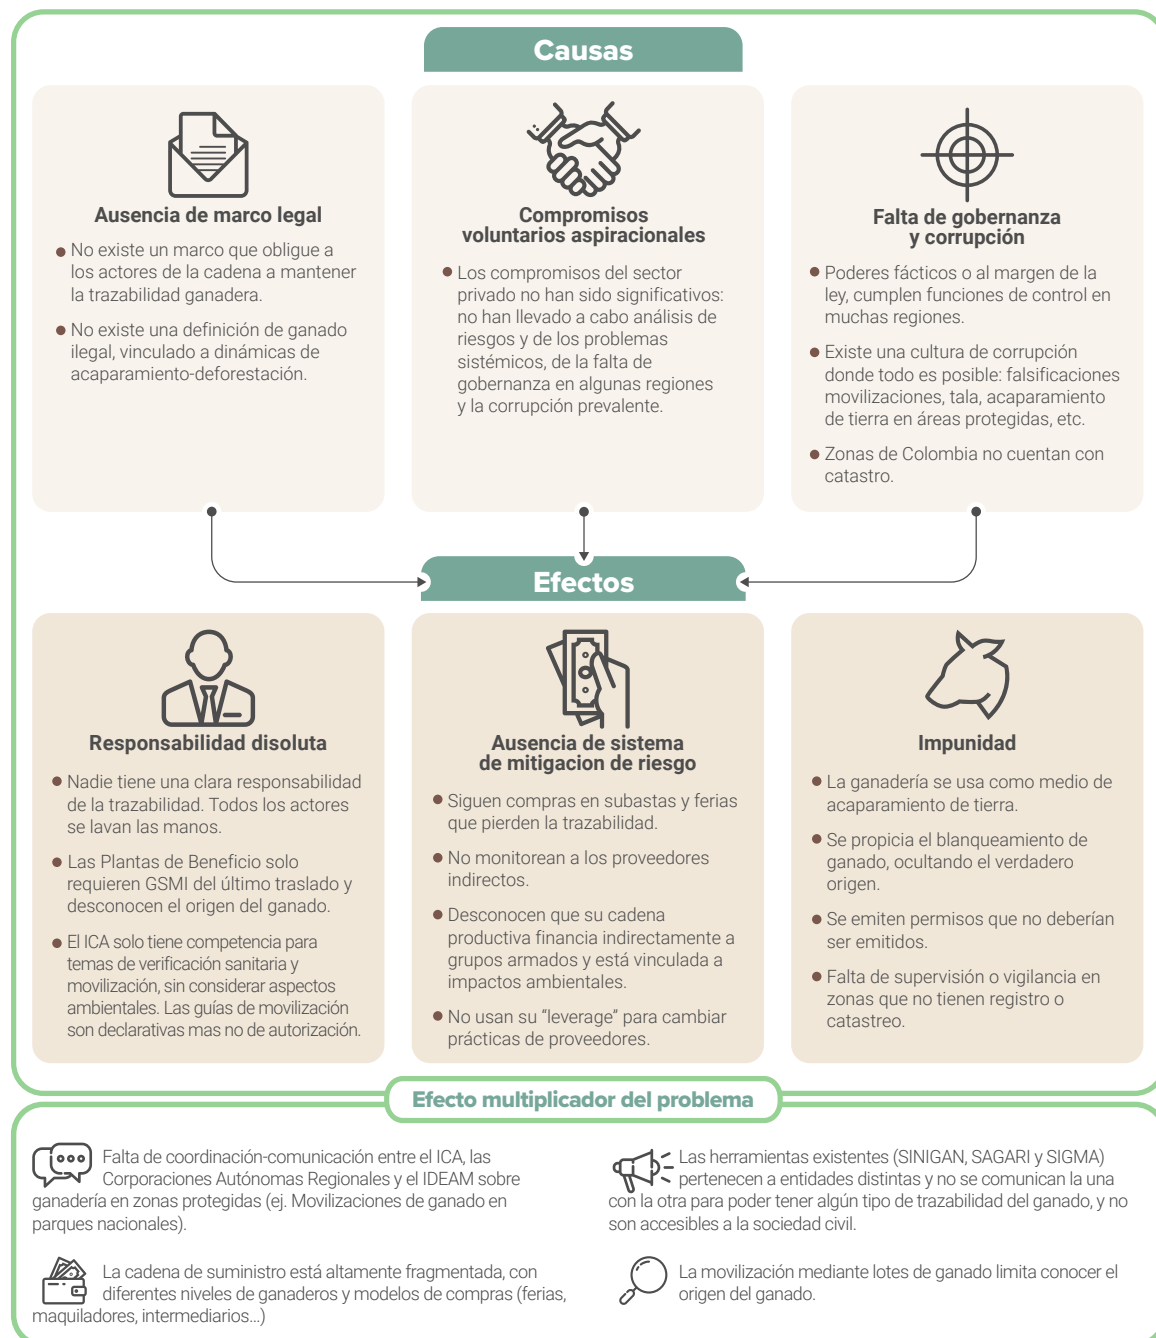 Causas
Ausencia de marco legal
No existe un marco que obligue a
los actores de la cadena a mantener
la trazabilidad ganadera.
No existe una definición de ganado
ilegal, vinculado a dinámicas de
acaparamiento-deforestación.
Compromisos
voluntarios aspiracionales
Los compromisos del sector
privado no han sido significativos:
no han llevado a cabo análisis de
riesgos y de los problemas
sistémicos, de la falta de
gobernanza en algunas regiones
y la corrupción prevalente.
Falta de gobernanza
y corrupción
Poderes fácticos o al margen de la
ley, cumplen funciones de control en
muchas regiones.
Existe una cultura de corrupción
donde todo es posible: falsificaciones
movilizaciones, tala, acaparamiento
de tierra en áreas protegidas, etc.
Zonas de Colombia no cuentan con
catastro.
Efectos
Responsabilidad disoluta
Nadie tiene una clara responsabilidad
de la trazabilidad. Todos los actores
se lavan las manos.
Las Plantas de Beneficio solo
requieren GSMI del último traslado y
desconocen el origen del ganado.
El ICA solo tiene competencia para
temas de verificación sanitaria y
movilización, sin considerar aspectos
ambientales. Las guías de movilización
son declarativas mas no de autorización.
Ausencia de sistema
de mitigacion de riesgo
Siguen compras en subastas y ferias
que pierden la trazabilidad.
No monitorean a los proveedores
indirectos.
Desconocen que su cadena
productiva financia indirectamente a
grupos armados y está vinculada a
impactos ambientales.
No usan su “leverage” para cambiar
prácticas de proveedores.
Impunidad
La ganadería se usa como medio de
acaparamiento de tierra.
Se propicia el blanqueamiento de
ganado, ocultando el verdadero
origen.
Se emiten permisos que no deberían
ser emitidos.
Falta de supervisión o vigilancia en
zonas que no tienen registro o
catastreo.
Efecto multiplicador del problema
Falta de coordinación-comunicación entre el ICA, las
Corporaciones Autónomas Regionales y el IDEAM sobre
ganadería en zonas protegidas (ej. Movilizaciones de ganado en
parques nacionales).
Las herramientas existentes (SINIGAN, SAGARI y SIGMA)
pertenecen a entidades distintas y no se comunican la una
con la otra para poder tener algún tipo de trazabilidad del ganado, y no
son accesibles a la sociedad civil.
La cadena de suministro está altamente fragmentada, con
diferentes niveles de ganaderos y modelos de compras (ferias,
maquiladores, intermediarios...)
La movilización mediante lotes de ganado limita conocer el
origen del ganado.